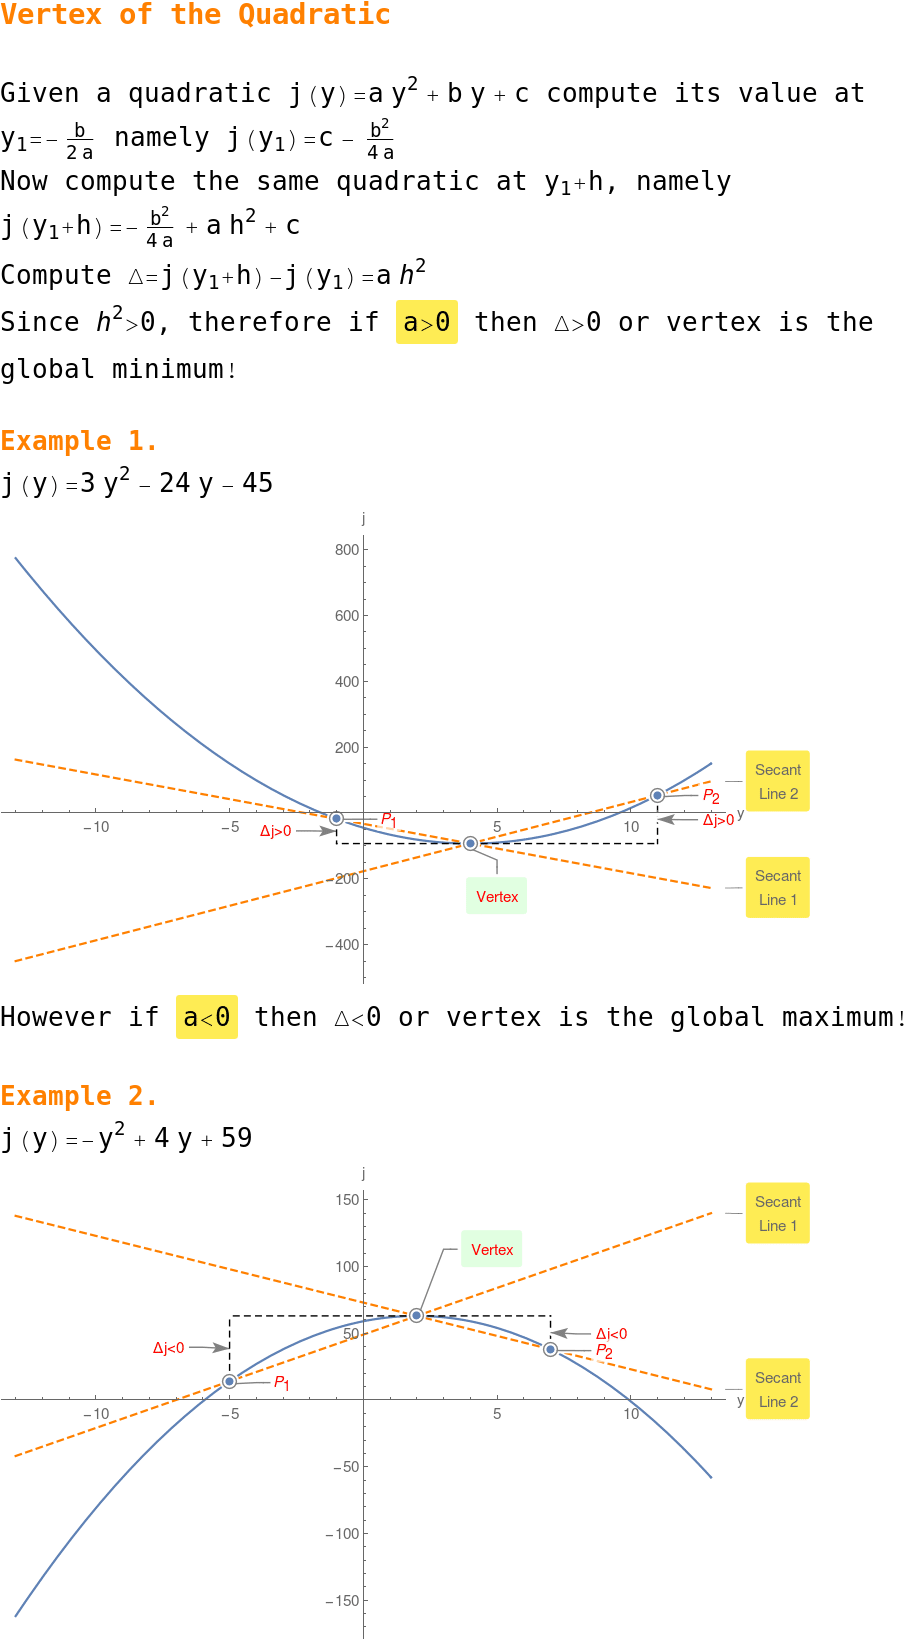 Vertex of the Quadratic
Given a quadratic j(y)=a y² + b y + c compute its value at
y₁=- b/(2 a) namely j(y₁)=c - b²/(4 a)
Now compute the same quadratic at y₁+h, namely
j(y₁+h)=- b²/(4 a) + a h² + c
Compute Δ=j(y₁+h)-j(y₁)=a h²
Since h²>0, therefore if a>0 then Δ>0 or vertex is the
global minimum!
Example 1.
j(y)=3 y² - 24 y - 45
j
800
600
400
200
Secant
Line 2
P₂
y
-10
-5
5
10
P₁
Δj>0
Δj>0
-200
Secant
Line 1
Vertex
-400
However if a<0 then Δ<0 or vertex is the global maximum!
Example 2.
j(y)=-y² + 4 y + 59
j
150
Secant
Line 1
Vertex
100
50
Δj<0
Δj<0
P₂
P₁
Secant
Line 2
y
-10
-5
5
10
-50
-100
-150